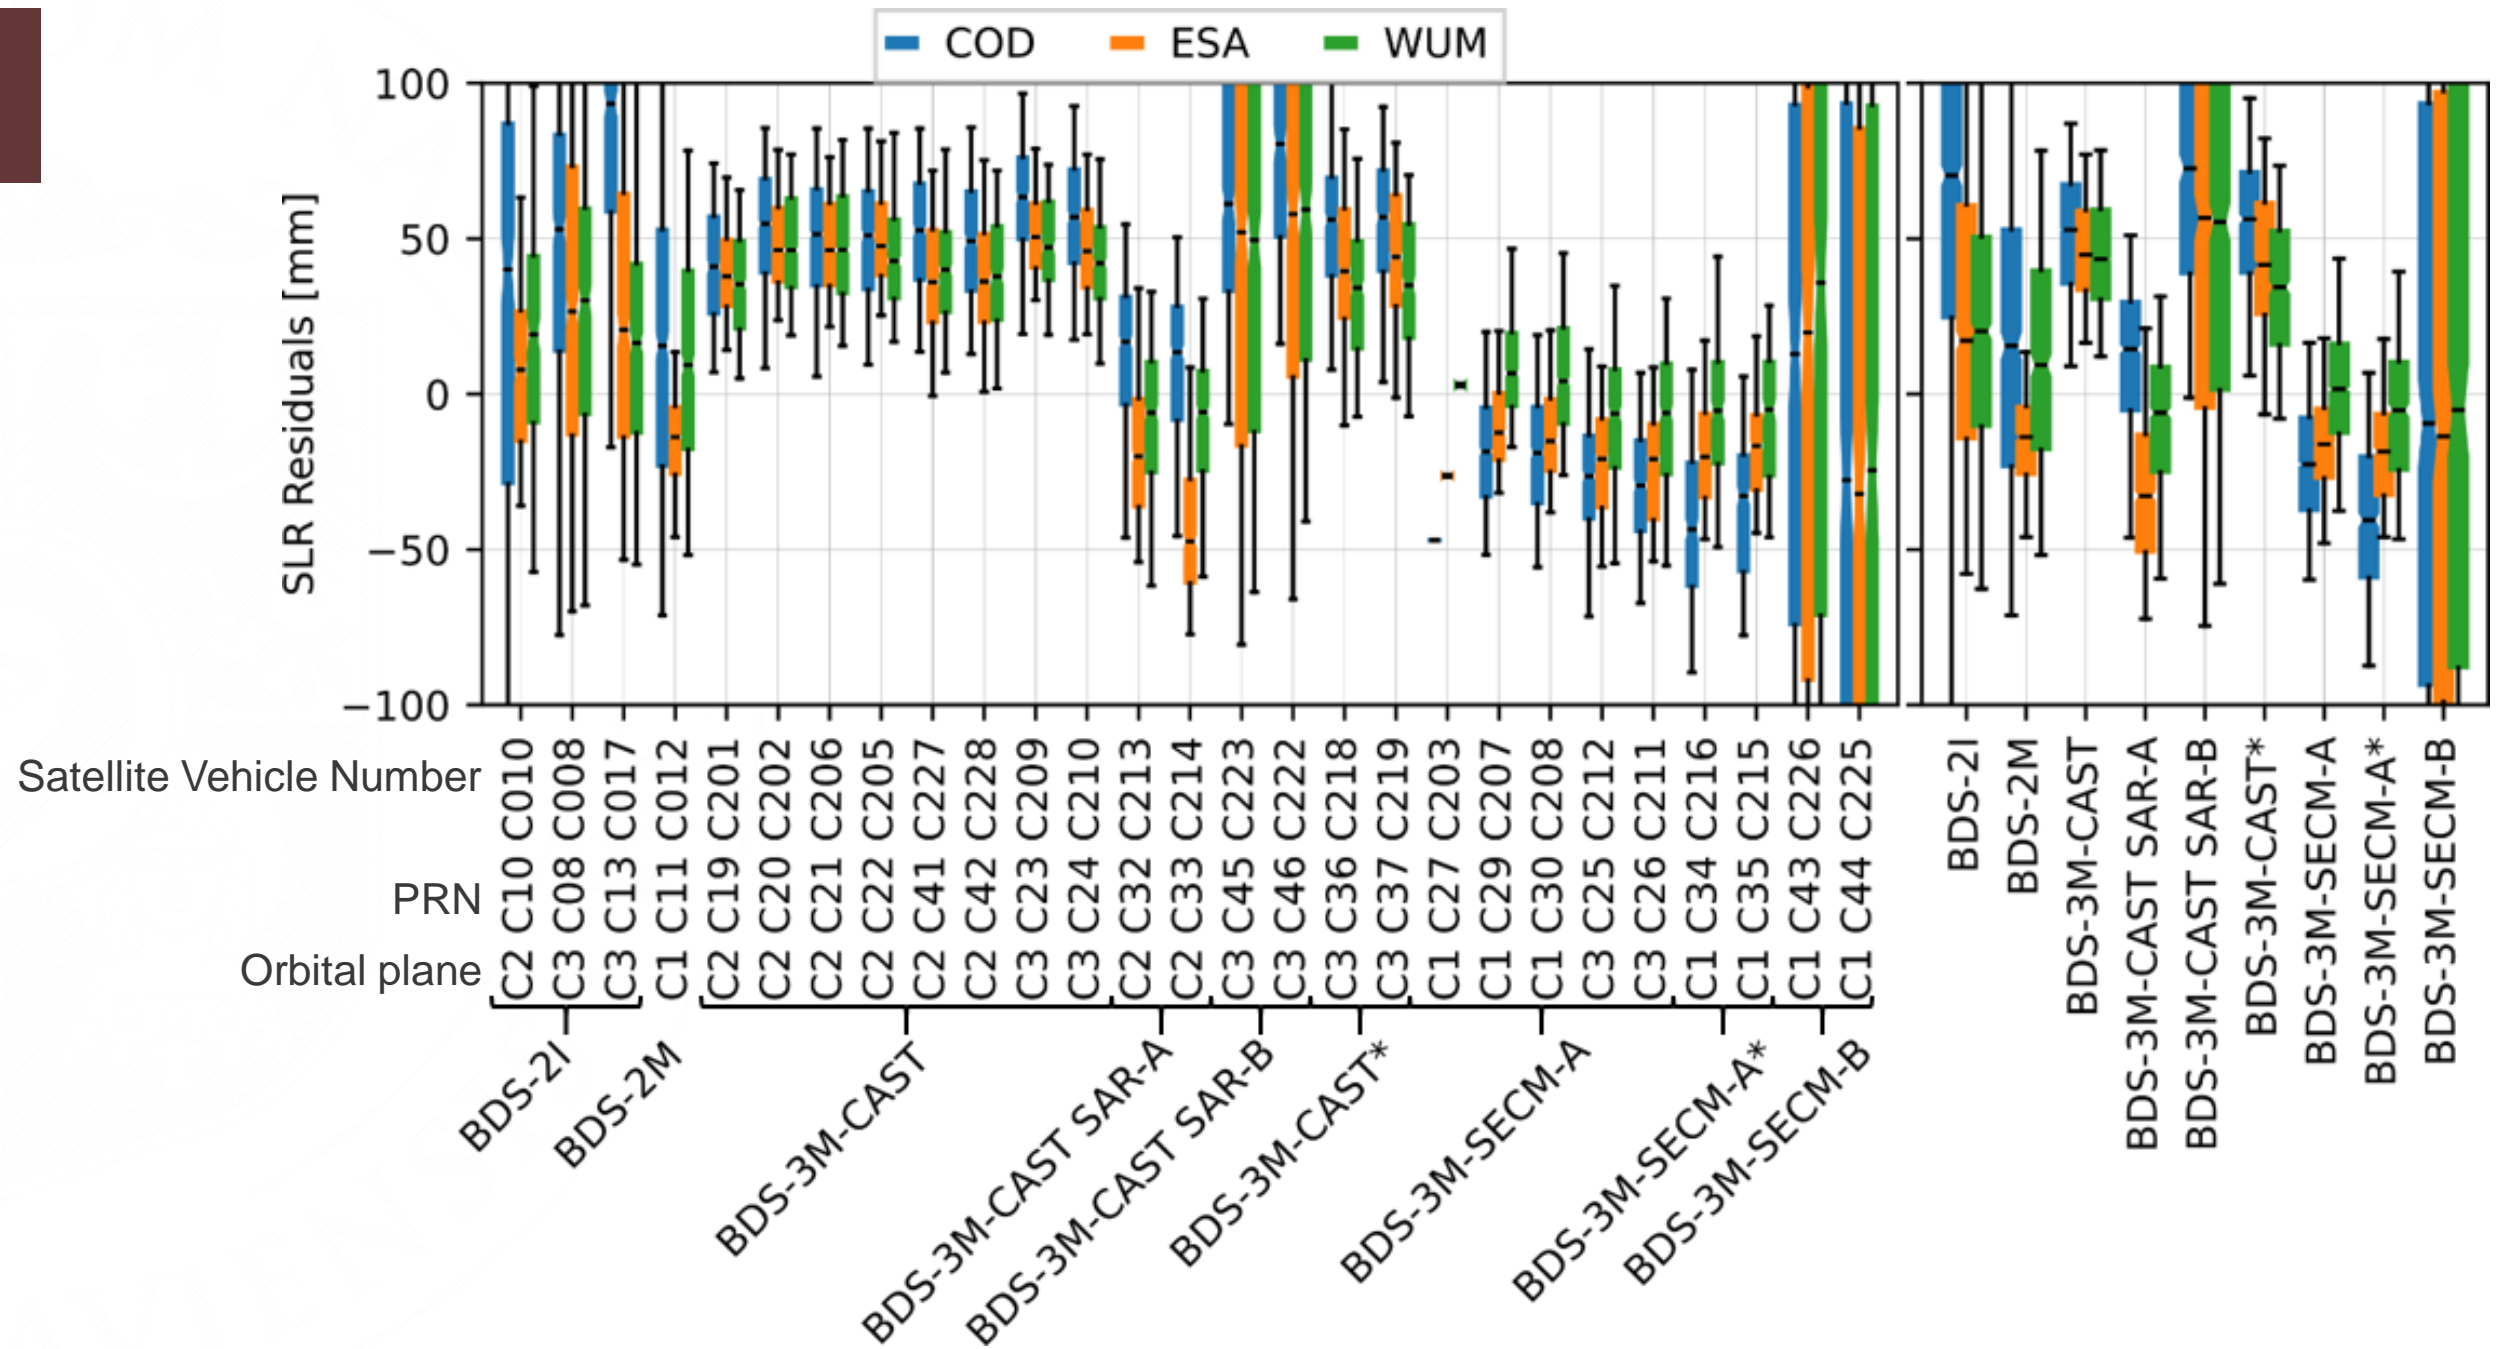 COD ESA WUM
100
50
0
−50
−100
SLR Residuals [mm]
Satellite Vehicle Number
PRN
Orbital plane
C2 C10 C010
C3 C08 C008
C3 C13 C017
C1 C11 C012
C2 C19 C201
C2 C20 C202
C2 C21 C206
C2 C22 C205
C2 C41 C227
C2 C42 C228
C3 C23 C209
C3 C24 C210
C2 C32 C213
C2 C33 C214
C3 C45 C223
C3 C46 C222
C3 C36 C218
C3 C37 C219
C1 C27 C203
C1 C29 C207
C1 C30 C208
C3 C25 C212
C3 C26 C211
C1 C34 C216
C1 C35 C215
C1 C43 C226
C1 C44 C225
BDS-2I
BDS-2M
BDS-3M-CAST
BDS-3M-CAST SAR-A
BDS-3M-CAST SAR-B
BDS-3M-CAST*
BDS-3M-SECM-A
BDS-3M-SECM-A*
BDS-3M-SECM-B
BDS-2I
BDS-2M
BDS-3M-CAST
BDS-3M-CAST SAR-A
BDS-3M-CAST SAR-B
BDS-3M-CAST*
BDS-3M-SECM-A
BDS-3M-SECM-A*
BDS-3M-SECM-B